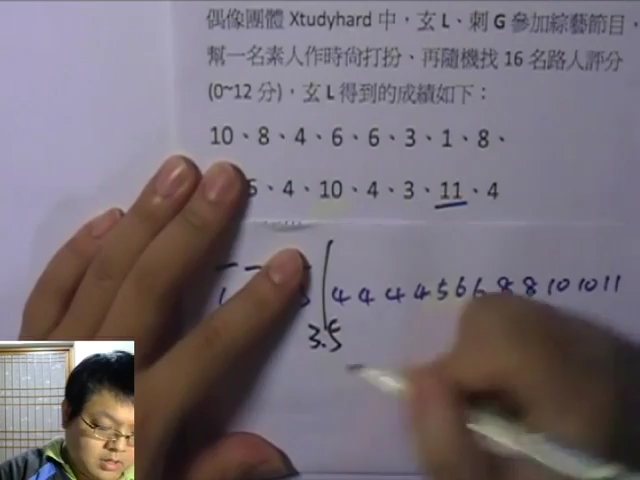 偶像團體 Xtudyhard 中，玄 L、刺 G 參加綜藝節目，
幫一名素人作時尚打扮、再隨機找 16 名路人評分
(0~12 分)，玄 L 得到的成績如下：
10、8、4、6、6、3、1、8、
5、4、10、4、3、11、4
1 3 4 4 4 4 5 6 6 8 8 10 10 11
3.5